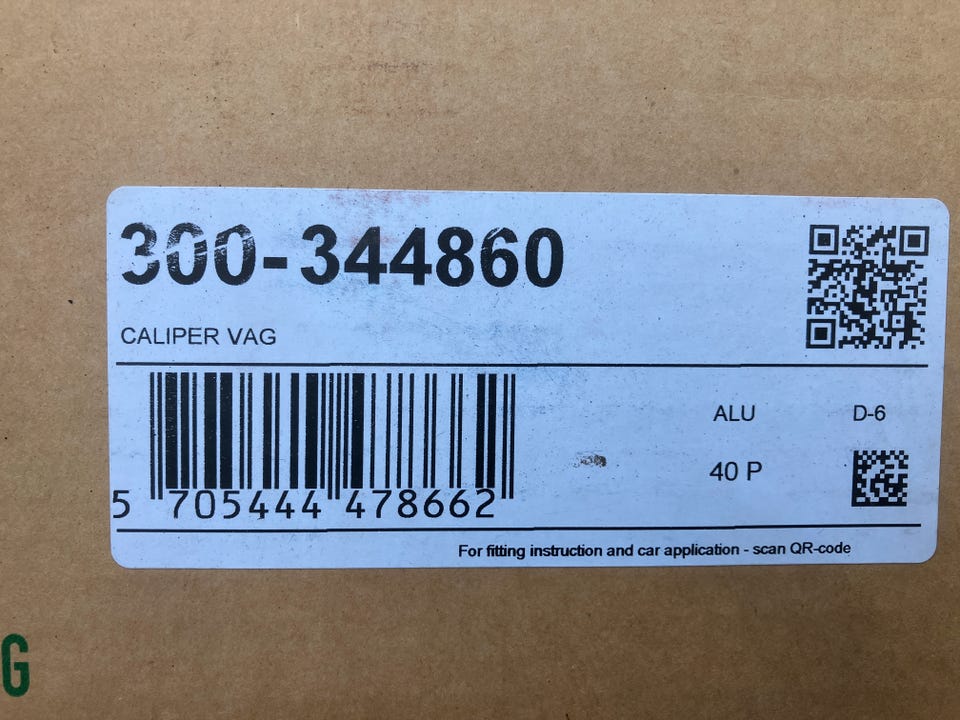 300-344860
CALIPER VAG
ALU
D-6
40 P
5 705444 478662
For fitting instruction and car application - scan QR-code
G